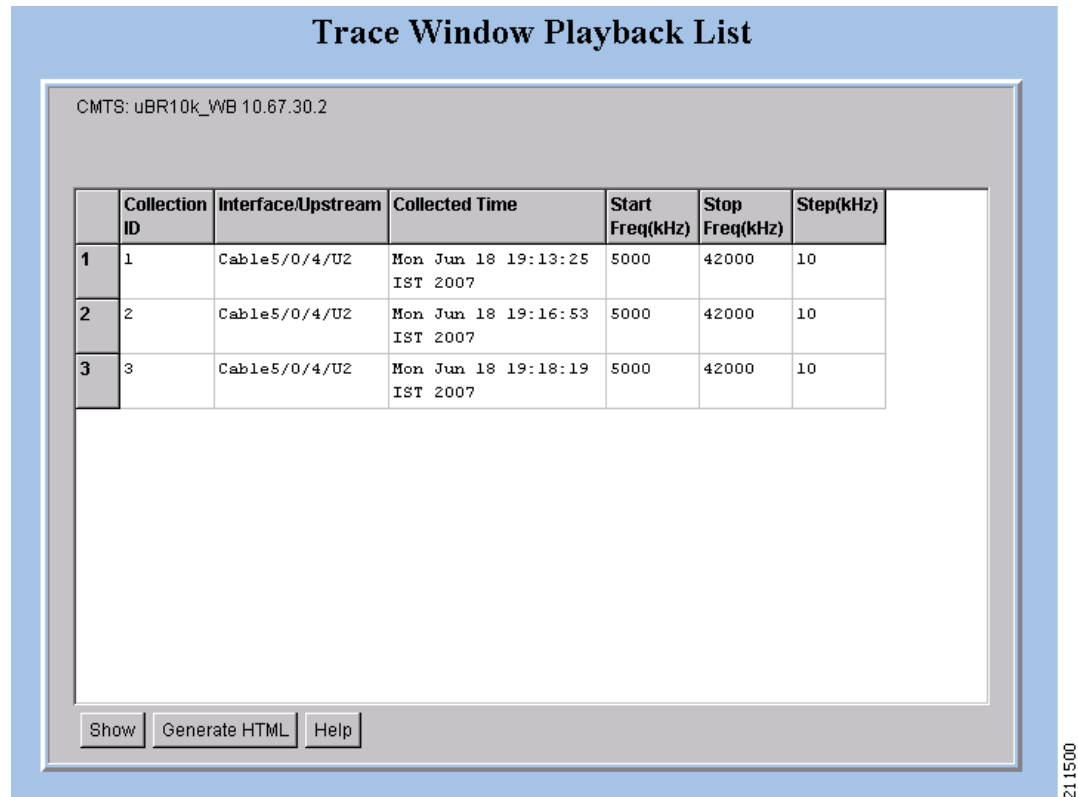 Trace Window Playback List
CMTS: uBR10k_WB 10.67.30.2
Collection ID Interface/Upstream Collected Time Start Freq(kHz) Stop Freq(kHz) Step(kHz)
1 1 Cable5/0/4/U2 Mon Jun 18 19:13:25 IST 2007 5000 42000 10
2 2 Cable5/0/4/U2 Mon Jun 18 19:16:53 IST 2007 5000 42000 10
3 3 Cable5/0/4/U2 Mon Jun 18 19:18:19 IST 2007 5000 42000 10
Show Generate HTML Help
211500